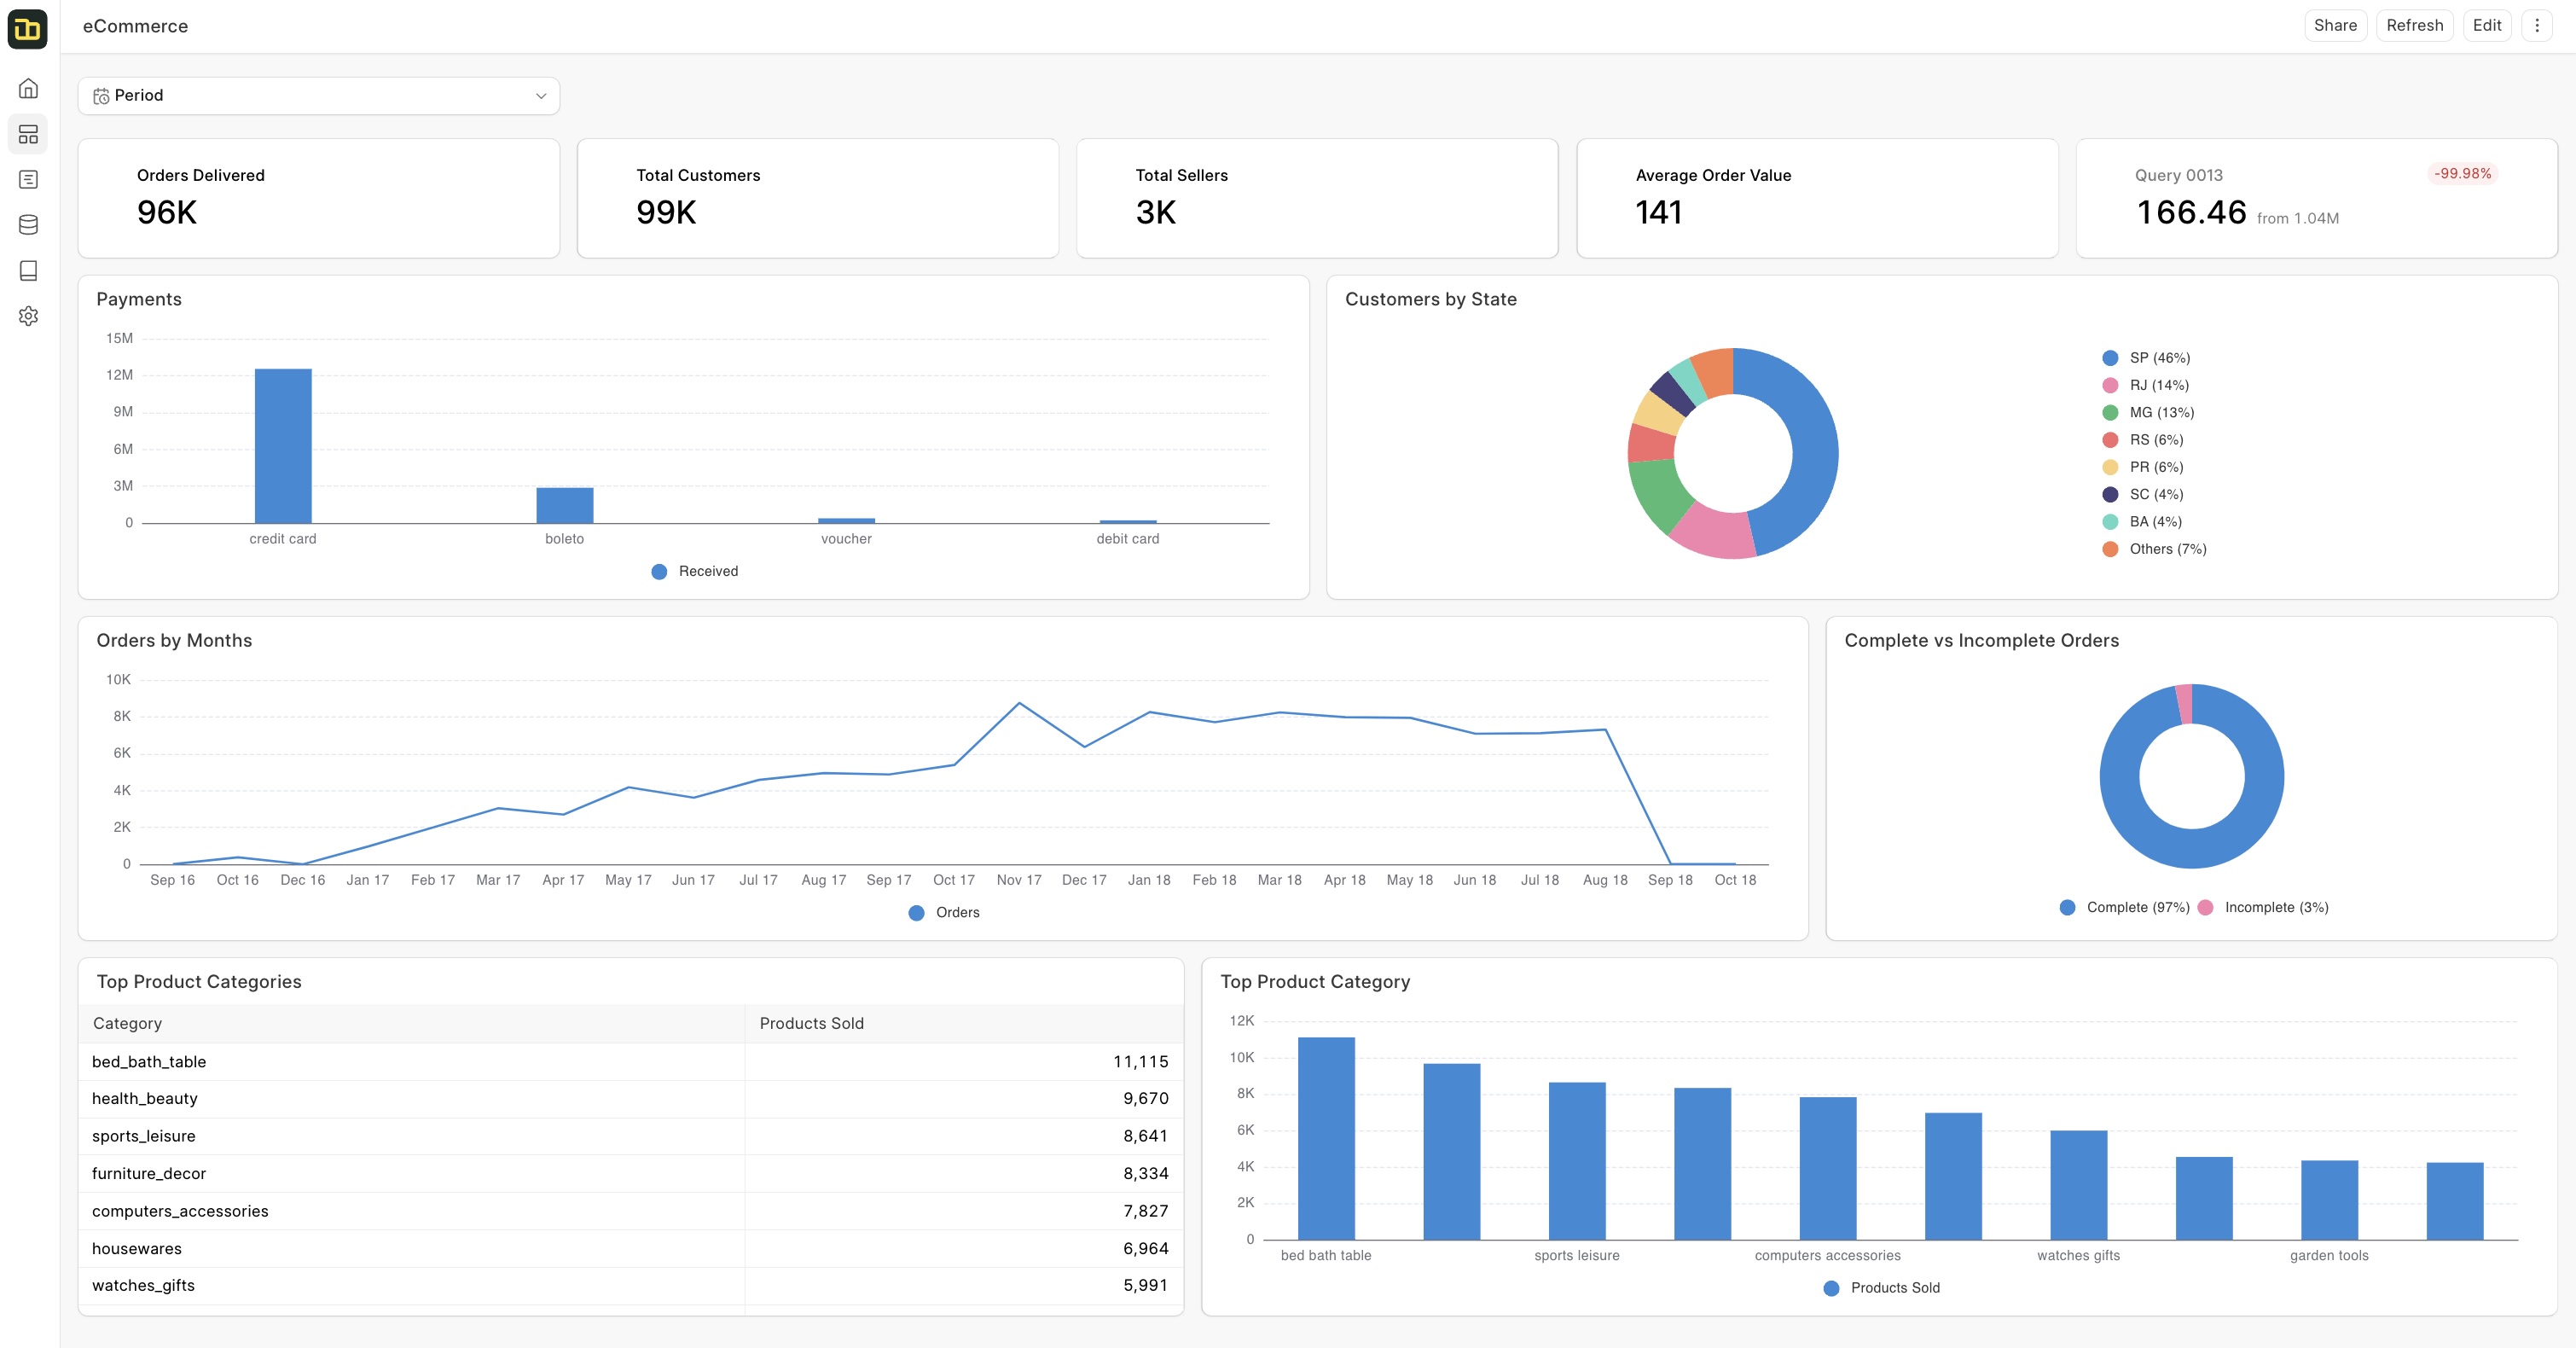 eCommerce
Share Refresh Edit
Period
Orders Delivered
96K
Total Customers
99K
Total Sellers
3K
Average Order Value
141
Query 0013
-99.98%
166.46 from 1.04M
Payments
15M
12M
9M
6M
3M
0
credit card boleto voucher debit card
Received
Customers by State
SP (46%)
RJ (14%)
MG (13%)
RS (6%)
PR (6%)
SC (4%)
BA (4%)
Others (7%)
Orders by Months
10K
8K
6K
4K
2K
0
Sep 16 Oct 16 Dec 16 Jan 17 Feb 17 Mar 17 Apr 17 May 17 Jun 17 Jul 17 Aug 17 Sep 17 Oct 17 Nov 17 Dec 17 Jan 18 Feb 18 Mar 18 Apr 18 May 18 Jun 18 Jul 18 Aug 18 Sep 18 Oct 18
Orders
Complete vs Incomplete Orders
Complete (97%) Incomplete (3%)
Top Product Categories
Category Products Sold
bed_bath_table 11,115
health_beauty 9,670
sports_leisure 8,641
furniture_decor 8,334
computers_accessories 7,827
housewares 6,964
watches_gifts 5,991
Top Product Category
12K
10K
8K
6K
4K
2K
0
bed bath table sports leisure computers accessories watches gifts garden tools
Products Sold